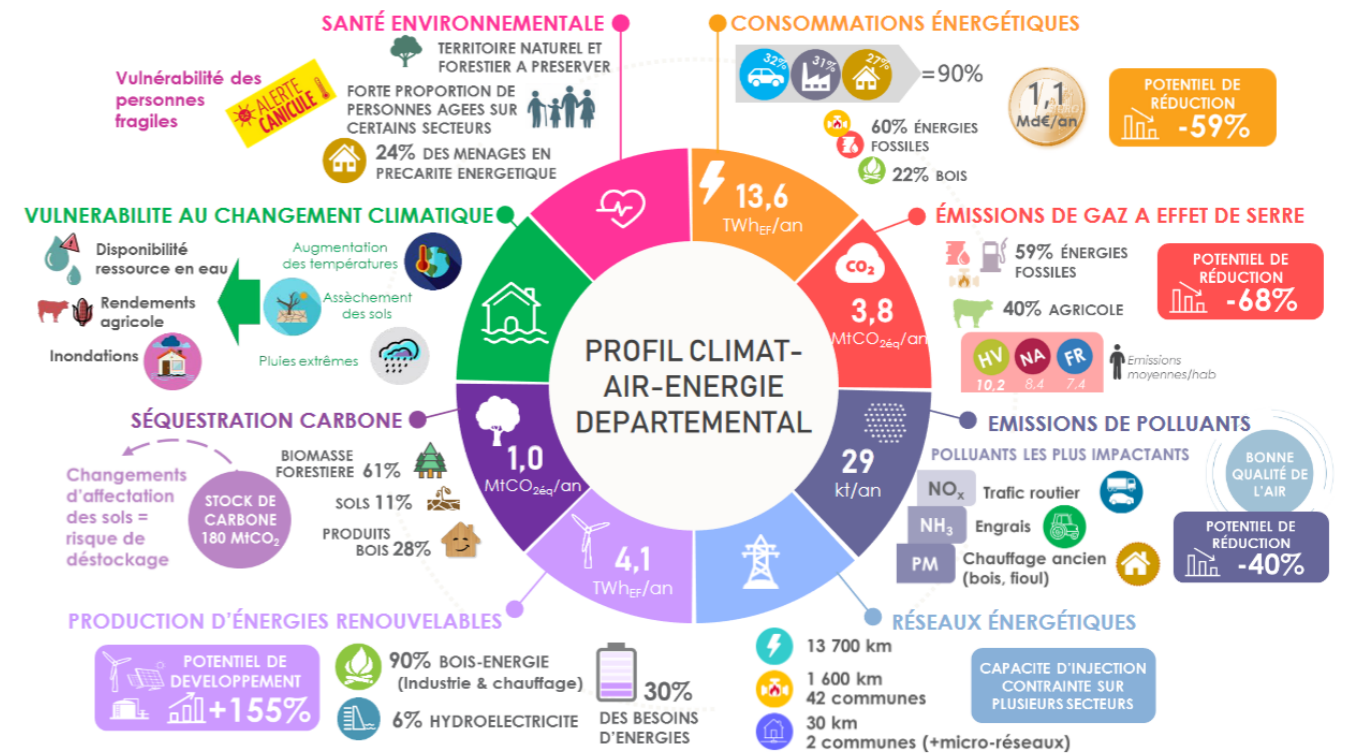 SANTÉ ENVIRONNEMENTALE
TERRITOIRE NATUREL ET
FORESTIER A PRESERVER
Vulnérabilité des
personnes
fragiles
ALERTE
CANICULE
FORTE PROPORTION DE
PERSONNES AGEES SUR
CERTAINS SECTEURS
24% DES MENAGES EN
PRECARITE ENERGETIQUE
CONSOMMATIONS ÉNERGÉTIQUES
32% 31% 27%
=90%
1,1
Md€/an
POTENTIEL DE
RÉDUCTION
-59%
60% ÉNERGIES
FOSSILES
22% BOIS
13,6
TWhEF/an
VULNERABILITE AU CHANGEMENT CLIMATIQUE
Disponibilité
ressource en eau
Rendements
agricole
Inondations
Augmentation
des températures
Assèchement
des sols
Pluies extrêmes
ÉMISSIONS DE GAZ A EFFET DE SERRE
CO2
3,8
MtCO2éq/an
59% ÉNERGIES
FOSSILES
40% AGRICOLE
POTENTIEL DE
RÉDUCTION
-68%
HV NA FR
10,2 8.4 7.4
Emissions
moyennes/hab
PROFIL CLIMAT-
AIR-ENERGIE
DEPARTEMENTAL
SÉQUESTRATION CARBONE
1,0
MtCO2éq/an
Changements
d'affectation
des sols =
risque de
déstockage
STOCK DE
CARBONE
180 MtCO2
BIOMASSE
FORESTIERE 61%
SOLS 11%
PRODUITS
BOIS 28%
EMISSIONS DE POLLUANTS
29
kt/an
POLLUANTS LES PLUS IMPACTANTS
NOx Trafic routier
NH3 Engrais
PM Chauffage ancien
(bois, fioul)
BONNE
QUALITÉ DE
L'AIR
POTENTIEL DE
RÉDUCTION
-40%
PRODUCTION D'ÉNERGIES RENOUVELABLES
4,1
TWhEF/an
POTENTIEL DE
DEVELOPPEMENT
+155%
90% BOIS-ENERGIE
(Industrie & chauffage)
6% HYDROELECTRICITE
30%
DES BESOINS
D'ENERGIES
RÉSEAUX ÉNERGÉTIQUES
13 700 km
1 600 km
42 communes
30 km
2 communes (+micro-réseaux)
CAPACITE D'INJECTION
CONTRAINTE SUR
PLUSIEURS SECTEURS